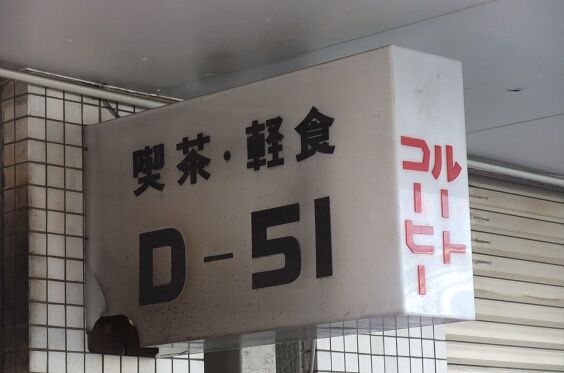 喫茶・軽食
D-51
ルート
コーヒー